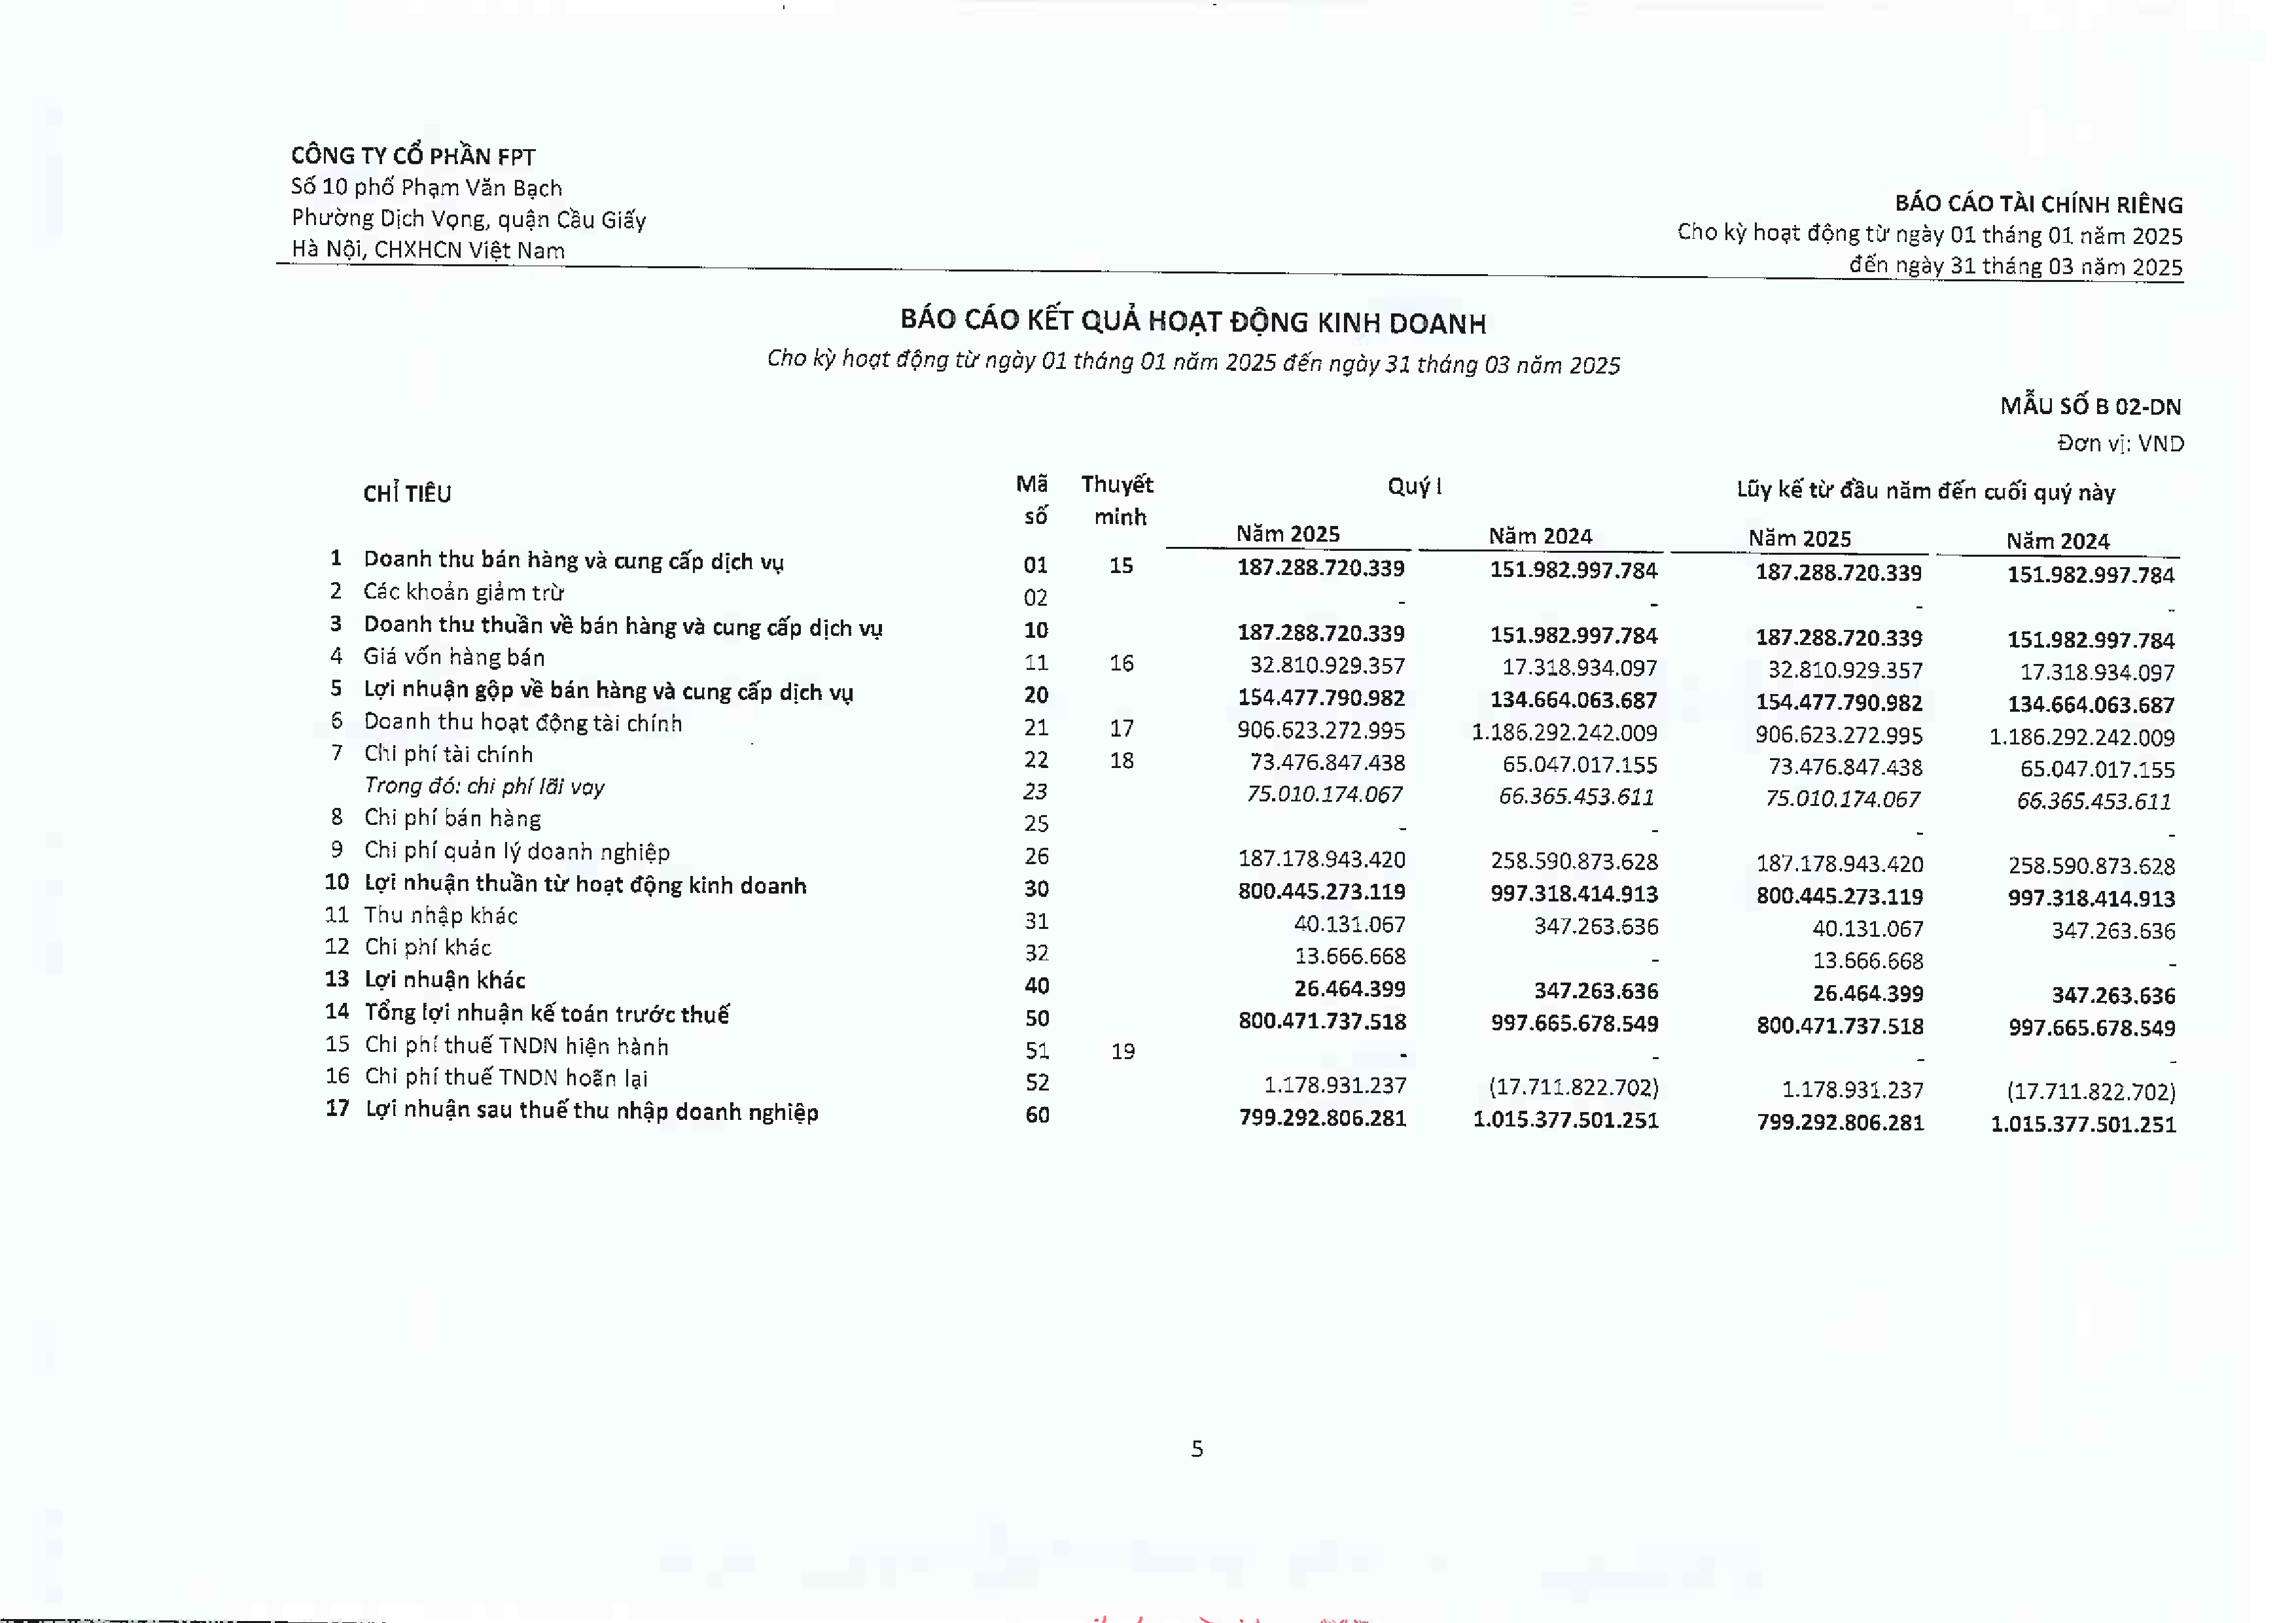 CÔNG TY CỔ PHẦN FPT
Số 10 phố Phạm Văn Bạch
Phường Dịch Vọng, quận Cầu Giấy
Hà Nội, CHXHCN Việt Nam
BÁO CÁO TÀI CHÍNH RIÊNG
Cho kỳ hoạt động từ ngày 01 tháng 01 năm 2025
đến ngày 31 tháng 03 năm 2025
BÁO CÁO KẾT QUẢ HOẠT ĐỘNG KINH DOANH
Cho kỳ hoạt động từ ngày 01 tháng 01 năm 2025 đến ngày 31 tháng 03 năm 2025
MẪU SỐ B 02-DN
Đơn vị: VND
CHỈ TIÊU Mã số Thuyết minh Quý I Lũy kế từ đầu năm đến cuối quý này
Năm 2025 Năm 2024 Năm 2025 Năm 2024
1 Doanh thu bán hàng và cung cấp dịch vụ 01 15 187.288.720.339 151.982.997.784 187.288.720.339 151.982.997.784
2 Các khoản giảm trừ 02 - - - -
3 Doanh thu thuần về bán hàng và cung cấp dịch vụ 10 187.288.720.339 151.982.997.784 187.288.720.339 151.982.997.784
4 Giá vốn hàng bán 11 16 32.810.929.357 17.318.934.097 32.810.929.357 17.318.934.097
5 Lợi nhuận gộp về bán hàng và cung cấp dịch vụ 20 154.477.790.982 134.664.063.687 154.477.790.982 134.664.063.687
6 Doanh thu hoạt động tài chính 21 17 906.623.272.995 1.186.292.242.009 906.623.272.995 1.186.292.242.009
7 Chi phí tài chính 22 18 73.476.847.438 65.047.017.155 73.476.847.438 65.047.017.155
Trong đó: chi phí lãi vay 23 75.010.174.067 66.365.453.611 75.010.174.067 66.365.453.611
8 Chi phí bán hàng 25 - - - -
9 Chi phí quản lý doanh nghiệp 26 187.178.943.420 258.590.873.628 187.178.943.420 258.590.873.628
10 Lợi nhuận thuần từ hoạt động kinh doanh 30 800.445.273.119 997.318.414.913 800.445.273.119 997.318.414.913
11 Thu nhập khác 31 40.131.067 347.263.636 40.131.067 347.263.636
12 Chi phí khác 32 13.666.668 - 13.666.668 -
13 Lợi nhuận khác 40 26.464.399 347.263.636 26.464.399 347.263.636
14 Tổng lợi nhuận kế toán trước thuế 50 800.471.737.518 997.665.678.549 800.471.737.518 997.665.678.549
15 Chi phí thuế TNDN hiện hành 51 19 - - - -
16 Chi phí thuế TNDN hoãn lại 52 1.178.931.237 (17.711.822.702) 1.178.931.237 (17.711.822.702)
17 Lợi nhuận sau thuế thu nhập doanh nghiệp 60 799.292.806.281 1.015.377.501.251 799.292.806.281 1.015.377.501.251
5